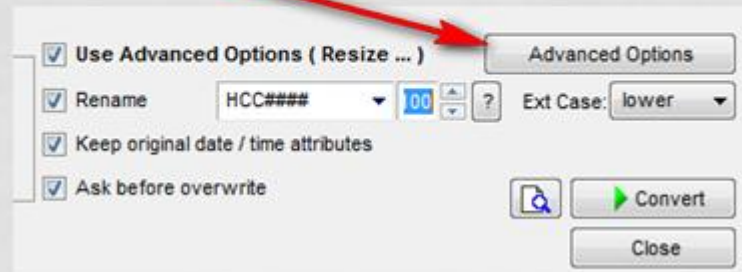 Use Advanced Options ( Resize ... ) Advanced Options
Rename HCC#### 100 ? Ext Case: lower
Keep original date / time attributes
Ask before overwrite
Convert
Close